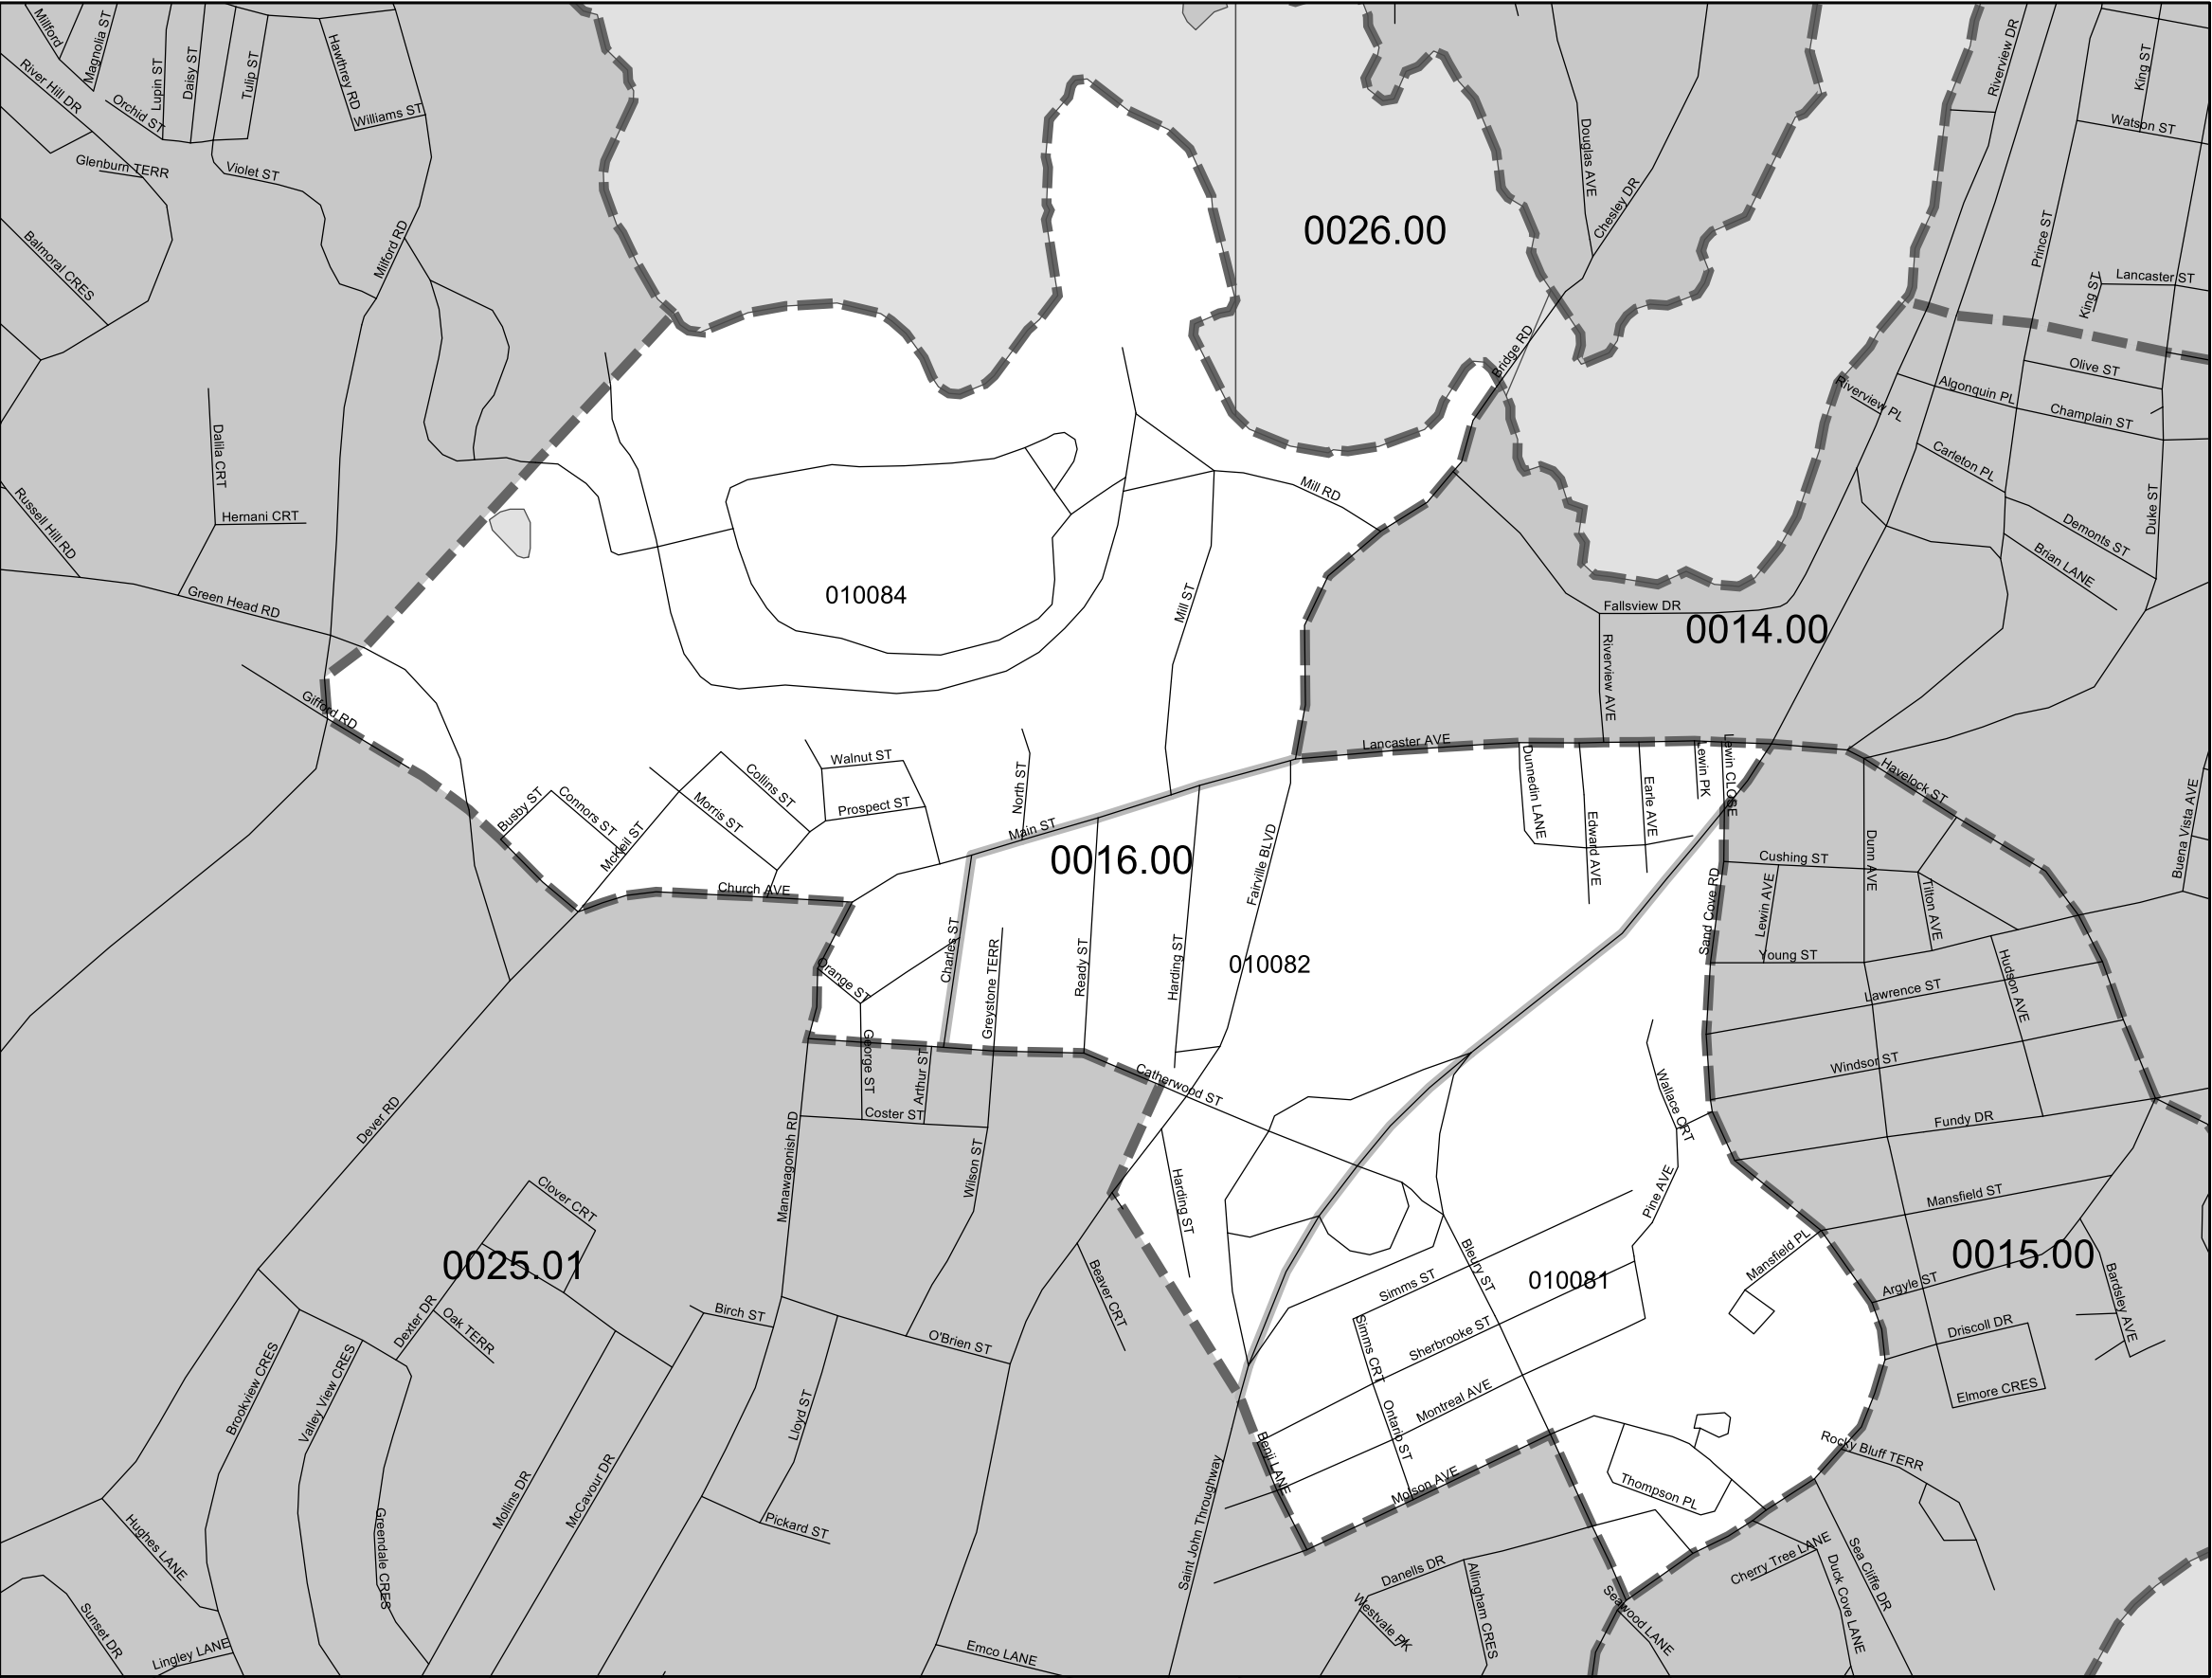 Millford
Magnolia ST
River Hill DR
Orchid ST
Lupin ST
Daisy ST
Tulip ST
Hawthrey RD
Williams ST
Glenburn TERR
Violet ST
Balmoral CRES
Milford RD
0026.00
Douglas AVE
Chesley DR
Bridge RD
Riverview DR
King ST
Watson ST
Prince ST
Lancaster ST
King ST
Olive ST
Algonquin PL
Champlain ST
Riverview PL
Carleton PL
Demonts ST
Duke ST
Brian LANE
Dalila CRT
Hernani CRT
Russell Hill RD
Green Head RD
Gifford RD
010084
Mill RD
Mill ST
Fallsview DR
0014.00
Riverview AVE
Lancaster AVE
Busby ST
Connors ST
McKeil ST
Morris ST
Collins ST
Walnut ST
Prospect ST
North ST
Main ST
0016.00
Church AVE
Fairville BLVD
Dunnedin LANE
Edward AVE
Earle AVE
Lewin PK
Lewin CLOSE
Havelock ST
Buena Vista AVE
Cushing ST
Dunn AVE
Lewin AVE
Tilton AVE
Sand Cove RD
Young ST
Hudson AVE
Lawrence ST
Windsor ST
Fundy DR
Mansfield ST
Orange ST
Charles ST
Greystone TERR
Ready ST
Harding ST
010082
George ST
Arthur ST
Coster ST
Catherwood ST
Wallace CRT
Pine AVE
Dever RD
Manawagonish RD
Wilson ST
Harding ST
Clover CRT
0025.01
Dexter DR
Oak TERR
Birch ST
O'Brien ST
Beaver CRT
Bleury ST
Simms ST
010081
Mansfield PL
0015.00
Argyle ST
Bardsley AVE
Driscoll DR
Elmore CRES
Simms CRT
Sherbrooke ST
Montreal AVE
Ontario ST
Benji LANE
Molson AVE
Brookview CRES
Valley View CRES
Greendale CRES
Mollins DR
McCavour DR
Lloyd ST
Pickard ST
Saint John Throughway
Rocky Bluff TERR
Thompson PL
Hughes LANE
Sunset DR
Lingley LANE
Emco LANE
Danells DR
Westvale PK
Allingham CRES
Seawood LANE
Cherry Tree LANE
Duck Cove LANE
Sea Cliffe DR